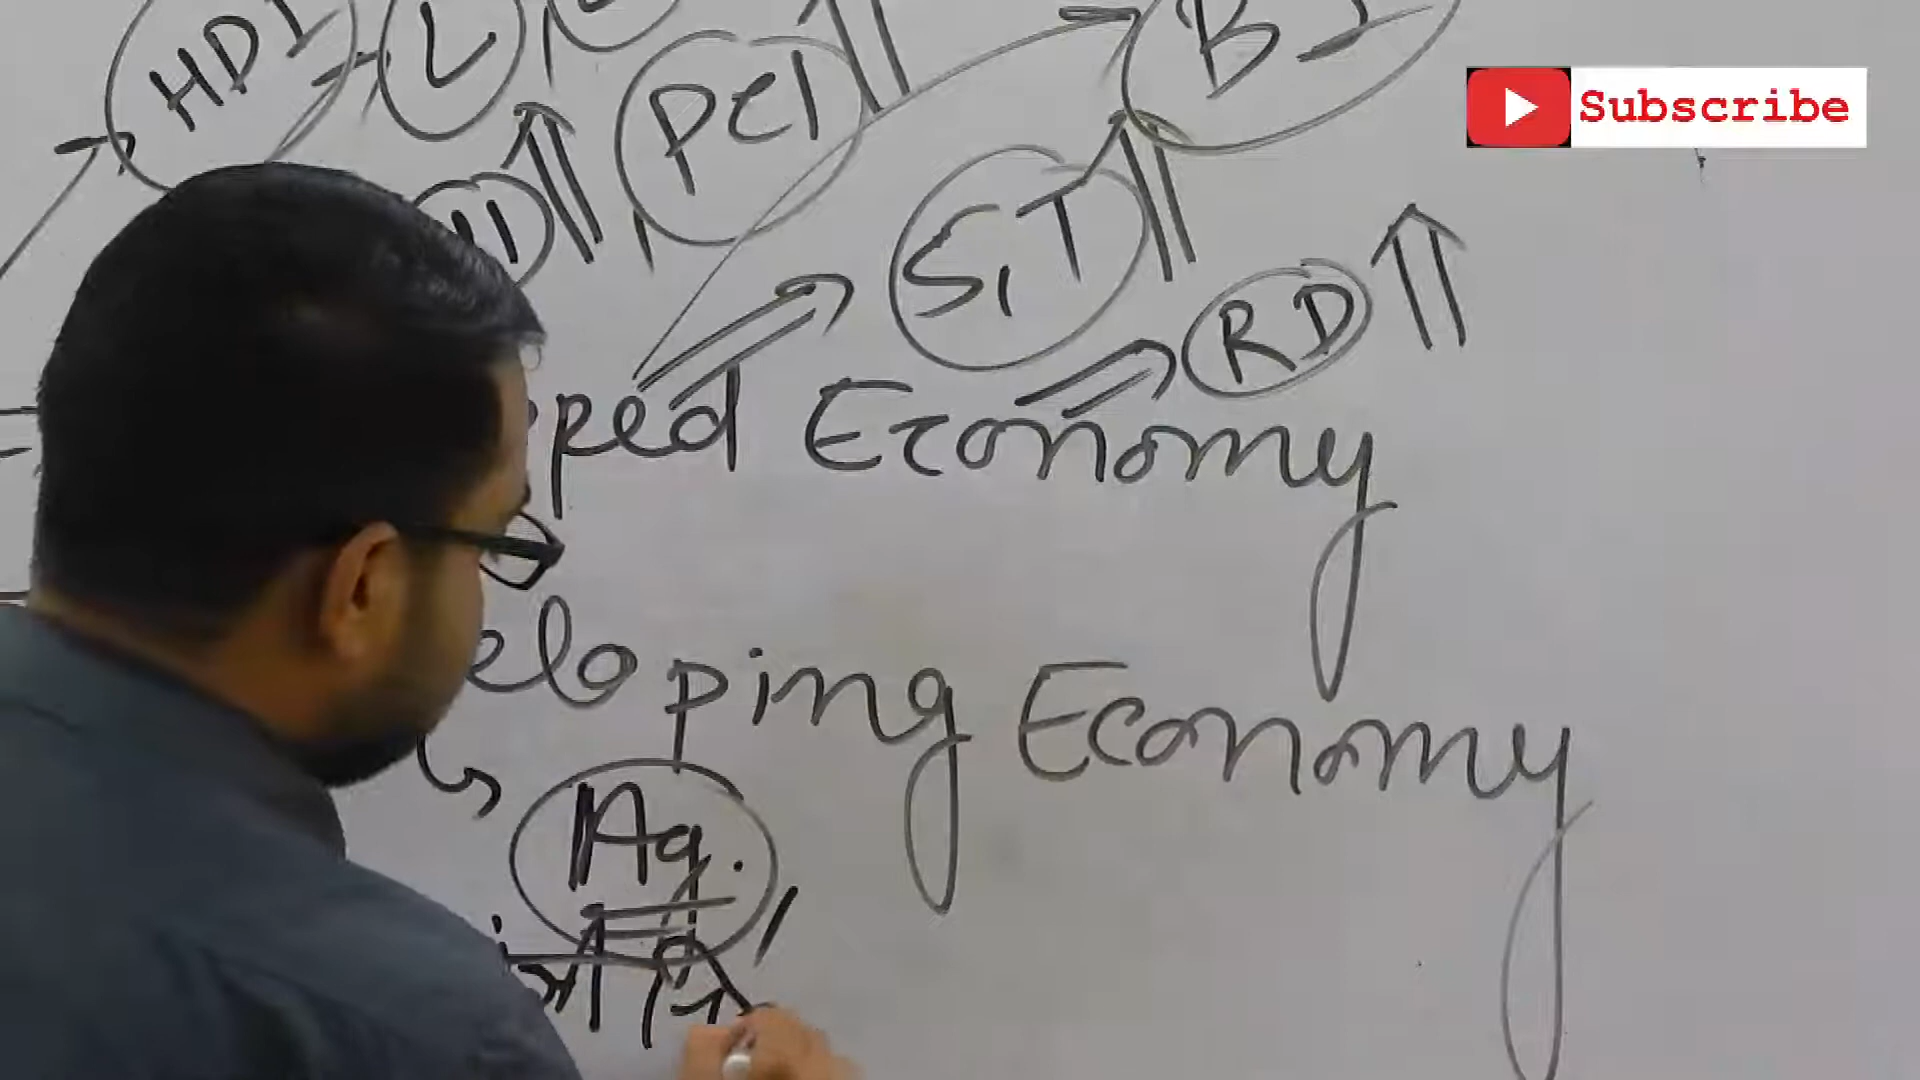 HDI - L
PCI
B
Subscribe
S,T
RD
ped Economy
eloping Economy
Ag.